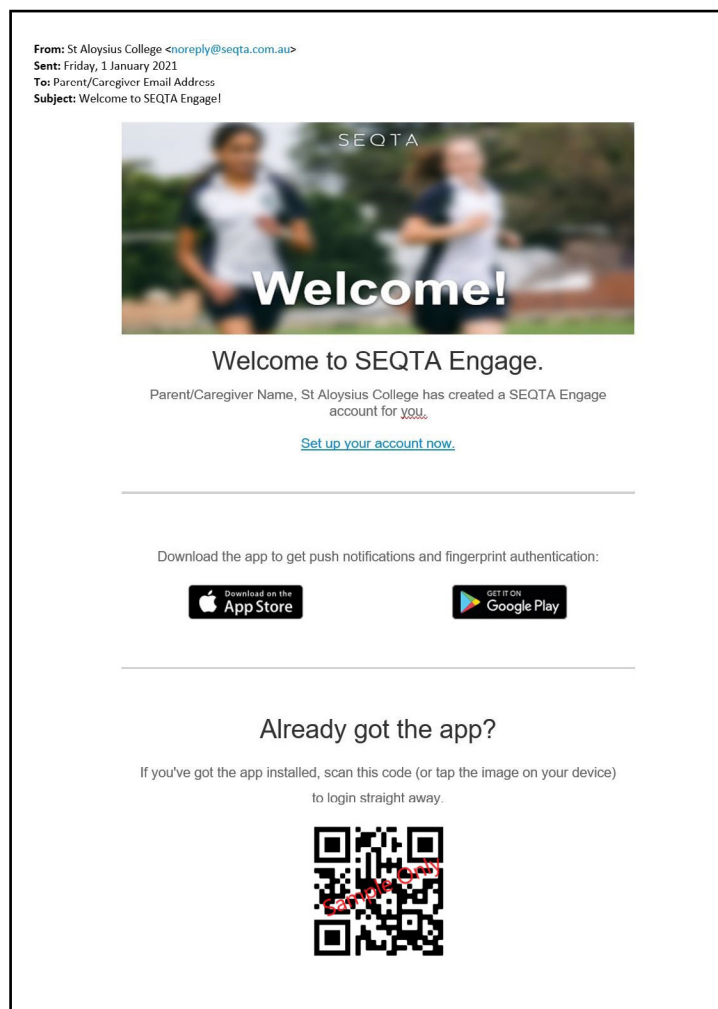 From: St Aloysius College <noreply@seqta.com.au>
Sent: Friday, 1 January 2021
To: Parent/Caregiver Email Address
Subject: Welcome to SEQTA Engage!
SEQTA
Welcome!
Welcome to SEQTA Engage.
Parent/Caregiver Name, St Aloysius College has created a SEQTA Engage
account for you.
Set up your account now.
Download the app to get push notifications and fingerprint authentication:
Download on the
App Store
GET IT ON
Google Play
Already got the app?
If you've got the app installed, scan this code (or tap the image on your device)
to login straight away.
Sample Only